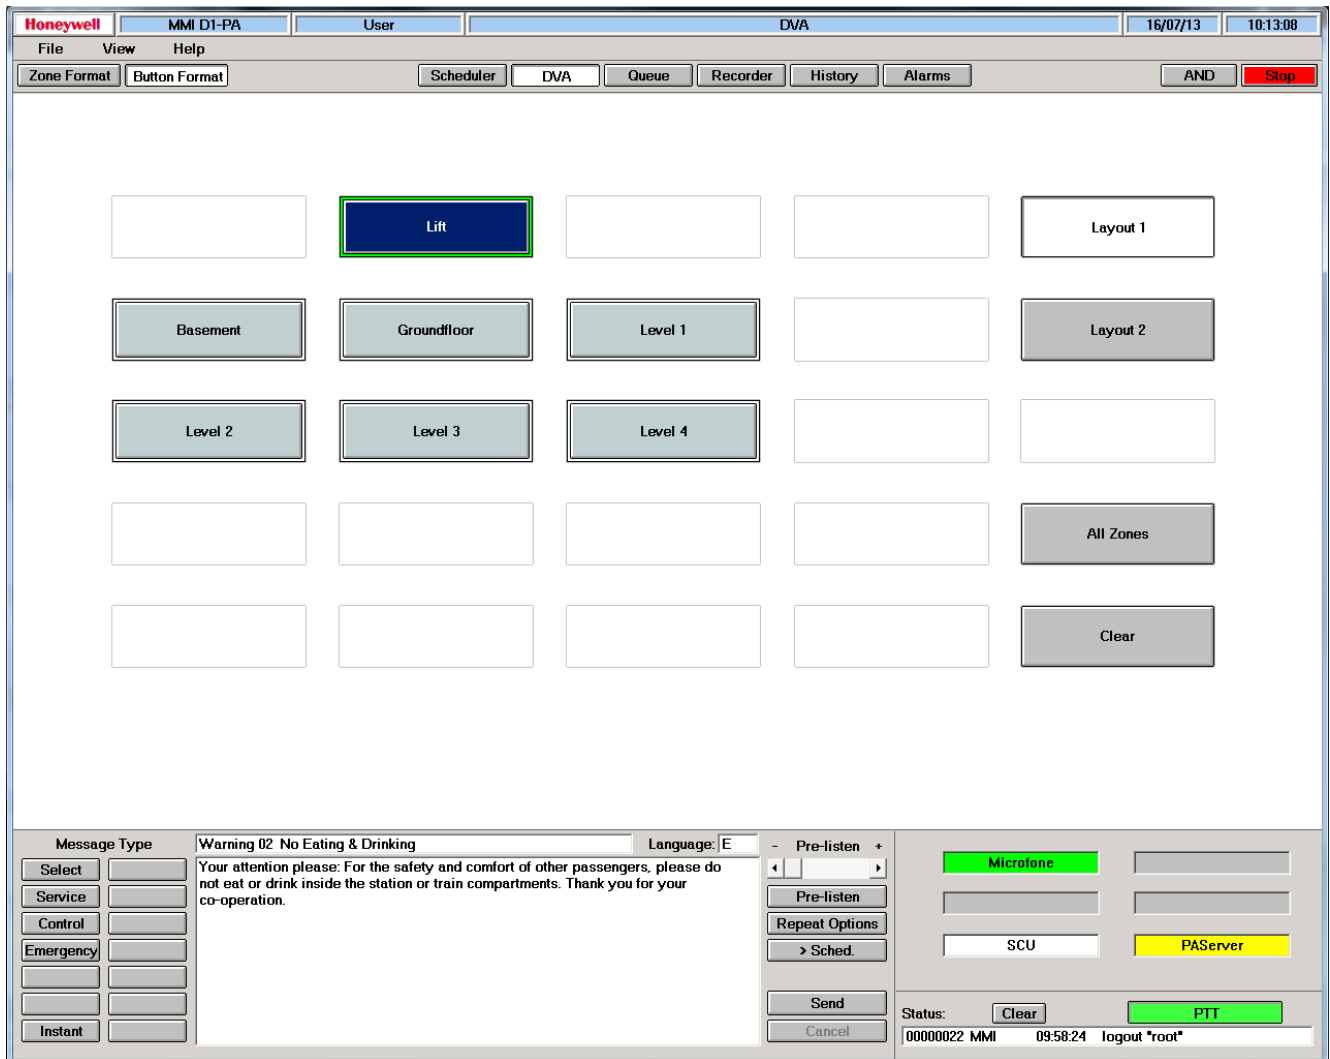 Honeywell MMI D1-PA User DVA 16/07/13 10:13:08
File View Help
Zone Format Button Format Scheduler DVA Queue Recorder History Alarms AND Stop
Lift Layout 1
Basement Groundfloor Level 1 Layout 2
Level 2 Level 3 Level 4
All Zones
Clear
Message Type Warning 02 No Eating & Drinking Language: E - Pre-listen +
Select
Service
Control
Emergency
Instant
Your attention please: For the safety and comfort of other passengers, please do
not eat or drink inside the station or train compartments. Thank you for your
co-operation.
Pre-listen
Repeat Options
> Sched.
Send
Cancel
Microfone
SCU PAServer
Status: Clear PTT
00000022 MMI 09:58:24 logout "root"